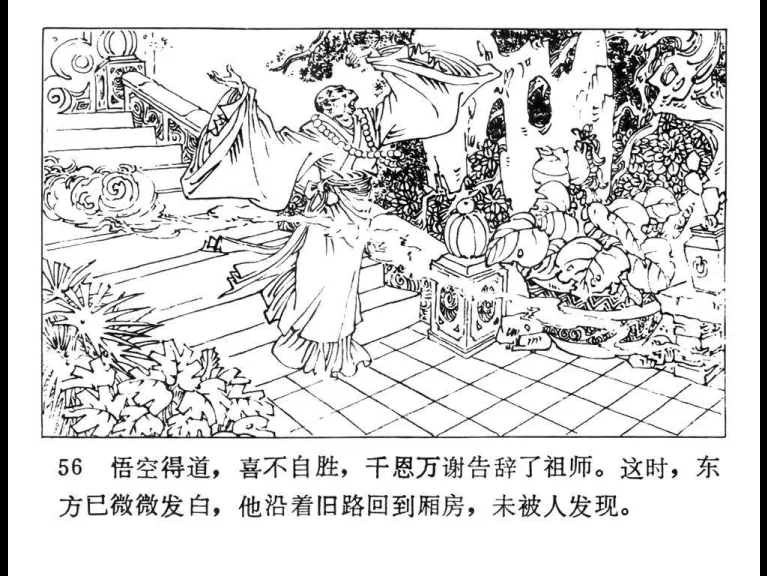 56 悟空得道，喜不自胜，千恩万谢告辞了祖师。这时，东
方已微微发白，他沿着旧路回到厢房，未被人发现。